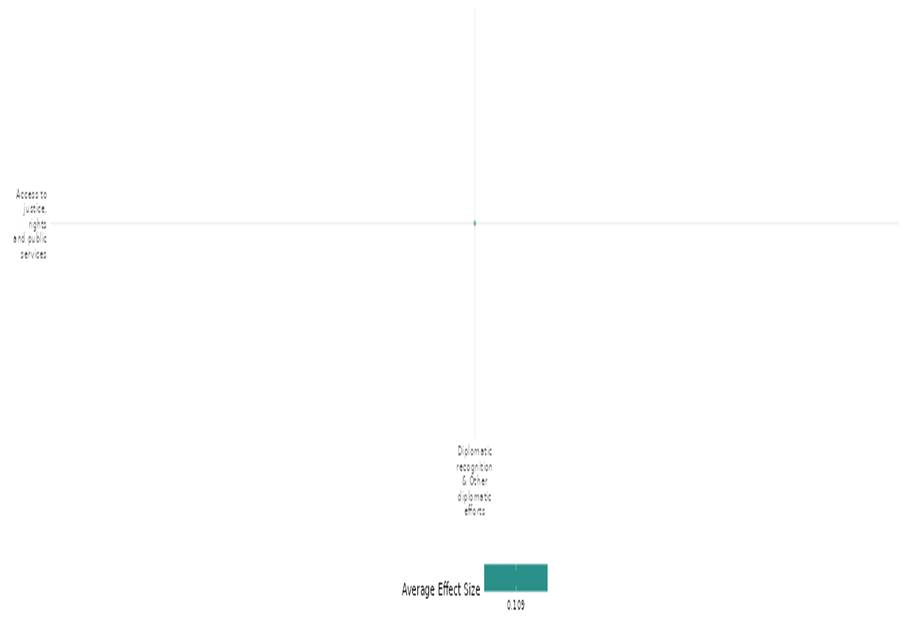 Access to
justice,
rights
and public
services
Diplomatic
recognition
& Other
diplomatic
efforts
Average Effect Size
0.109